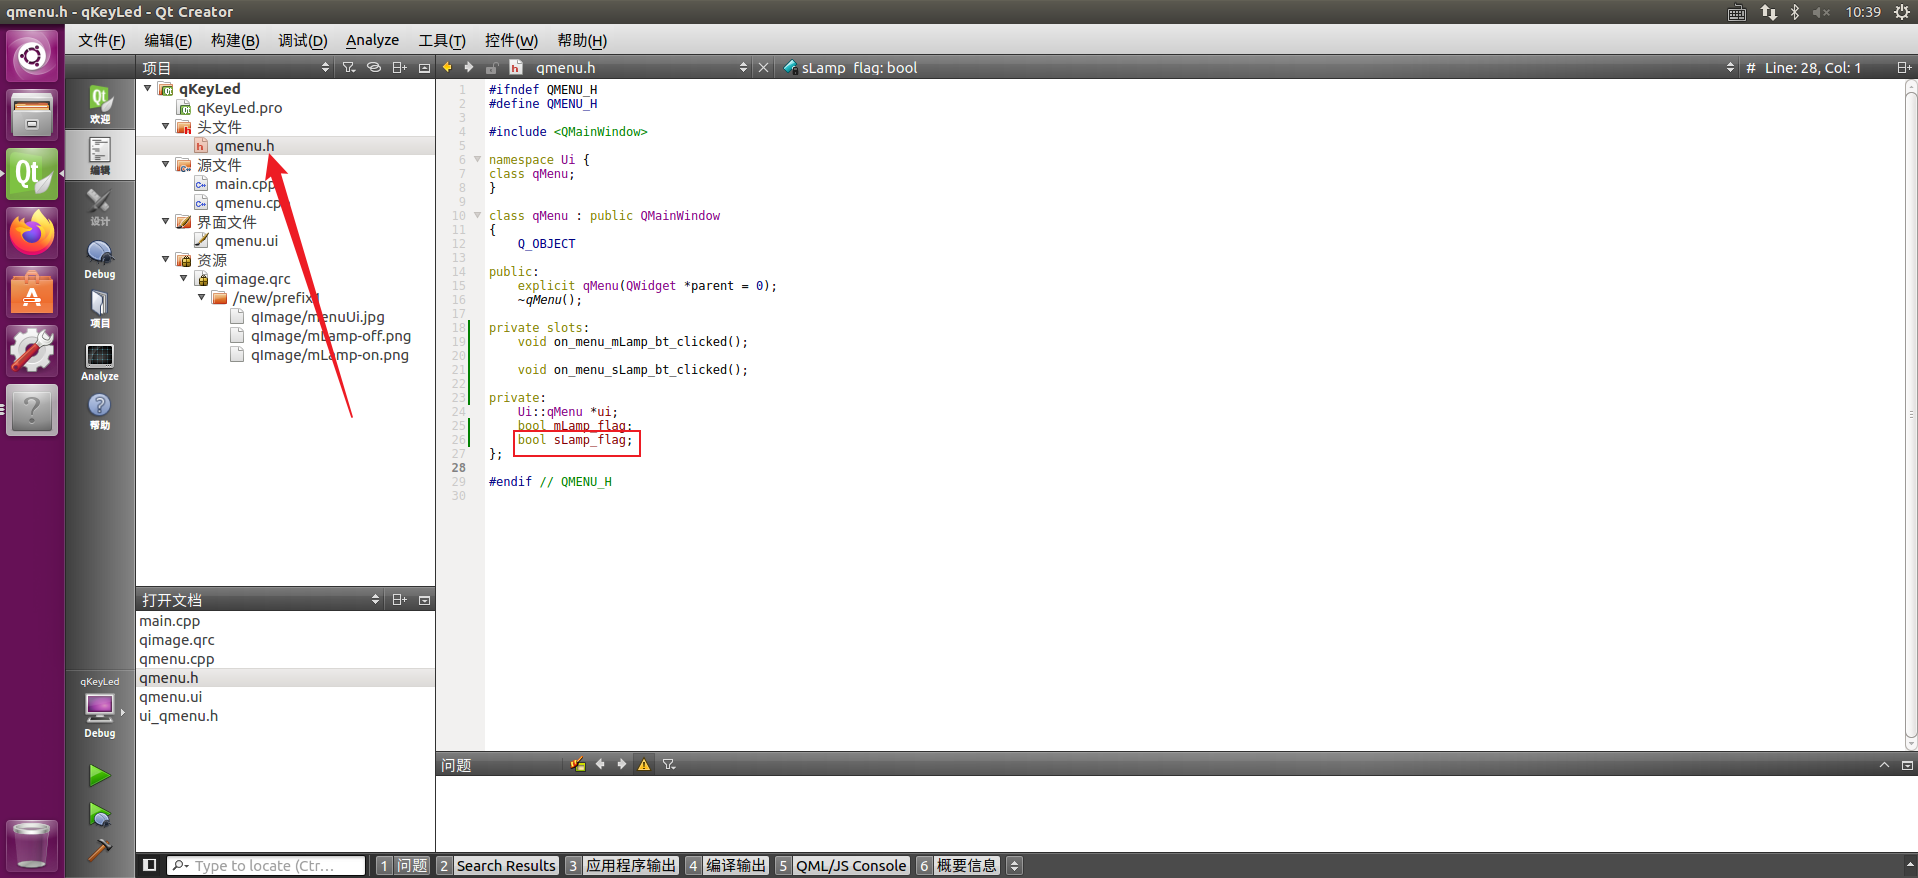 qmenu.h - qKeyLed - Qt Creator
10:39
文件(F) 编辑(E) 构建(B) 调试(D) Analyze 工具(T) 控件(W) 帮助(H)
项目
qmenu.h
sLamp_flag: bool
# Line: 28, Col: 1
欢迎
编辑
设计
Debug
项目
Analyze
帮助
qKeyLed
Debug
qKeyLed
qKeyLed.pro
头文件
qmenu.h
源文件
main.cpp
qmenu.cpp
界面文件
qmenu.ui
资源
qimage.qrc
/new/prefix1
qImage/menuUi.jpg
qImage/mLamp-off.png
qImage/mLamp-on.png
打开文档
main.cpp
qimage.qrc
qmenu.cpp
qmenu.h
qmenu.ui
ui_qmenu.h
1 #ifndef QMENU_H
2 #define QMENU_H
3
4 #include <QMainWindow>
5
6 namespace Ui {
7 class qMenu;
8 }
9
10 class qMenu : public QMainWindow
11 {
12 Q_OBJECT
13
14 public:
15 explicit qMenu(QWidget *parent = 0);
16 ~qMenu();
17
18 private slots:
19 void on_menu_mLamp_bt_clicked();
20
21 void on_menu_sLamp_bt_clicked();
22
23 private:
24 Ui::qMenu *ui;
25 bool mLamp_flag;
26 bool sLamp_flag;
27 };
28
29 #endif // QMENU_H
30
问题
Type to locate (Ctr...
1 问题 2 Search Results 3 应用程序输出 4 编译输出 5 QML/JS Console 6 概要信息